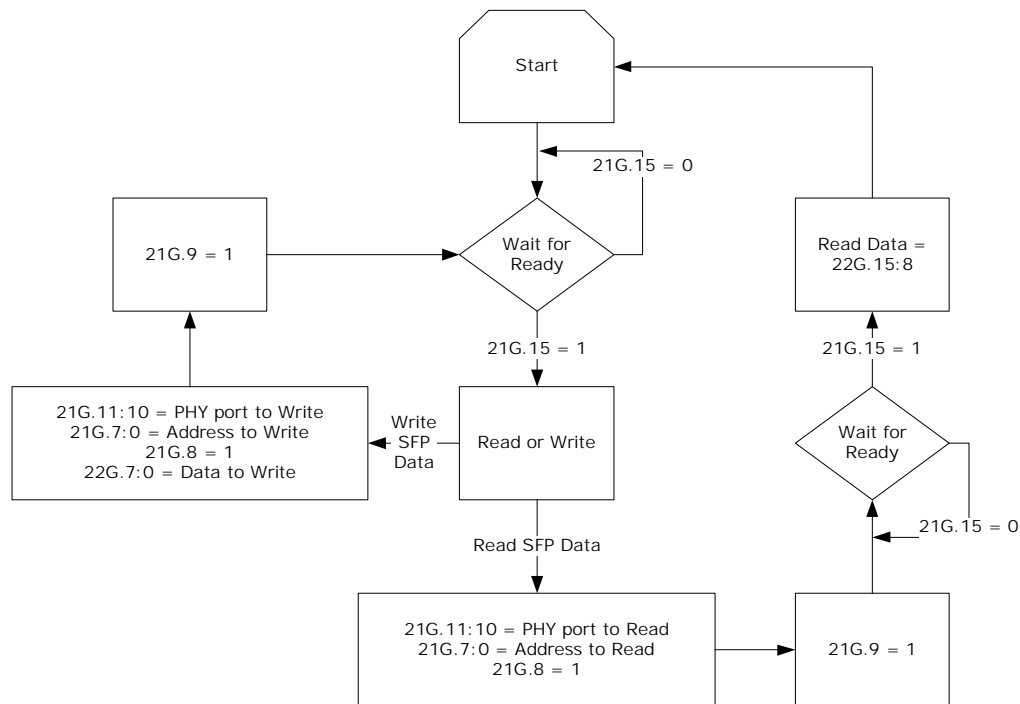 Start
21G.15 = 0
21G.9 = 1
Wait for
Ready
Read Data =
22G.15:8
21G.15 = 1
21G.15 = 1
21G.11:10 = PHY port to Write
21G.7:0 = Address to Write
21G.8 = 1
22G.7:0 = Data to Write
Write
SFP
Data
Read or Write
Wait for
Ready
21G.15 = 0
Read SFP Data
21G.11:10 = PHY port to Read
21G.7:0 = Address to Read
21G.8 = 1
21G.9 = 1